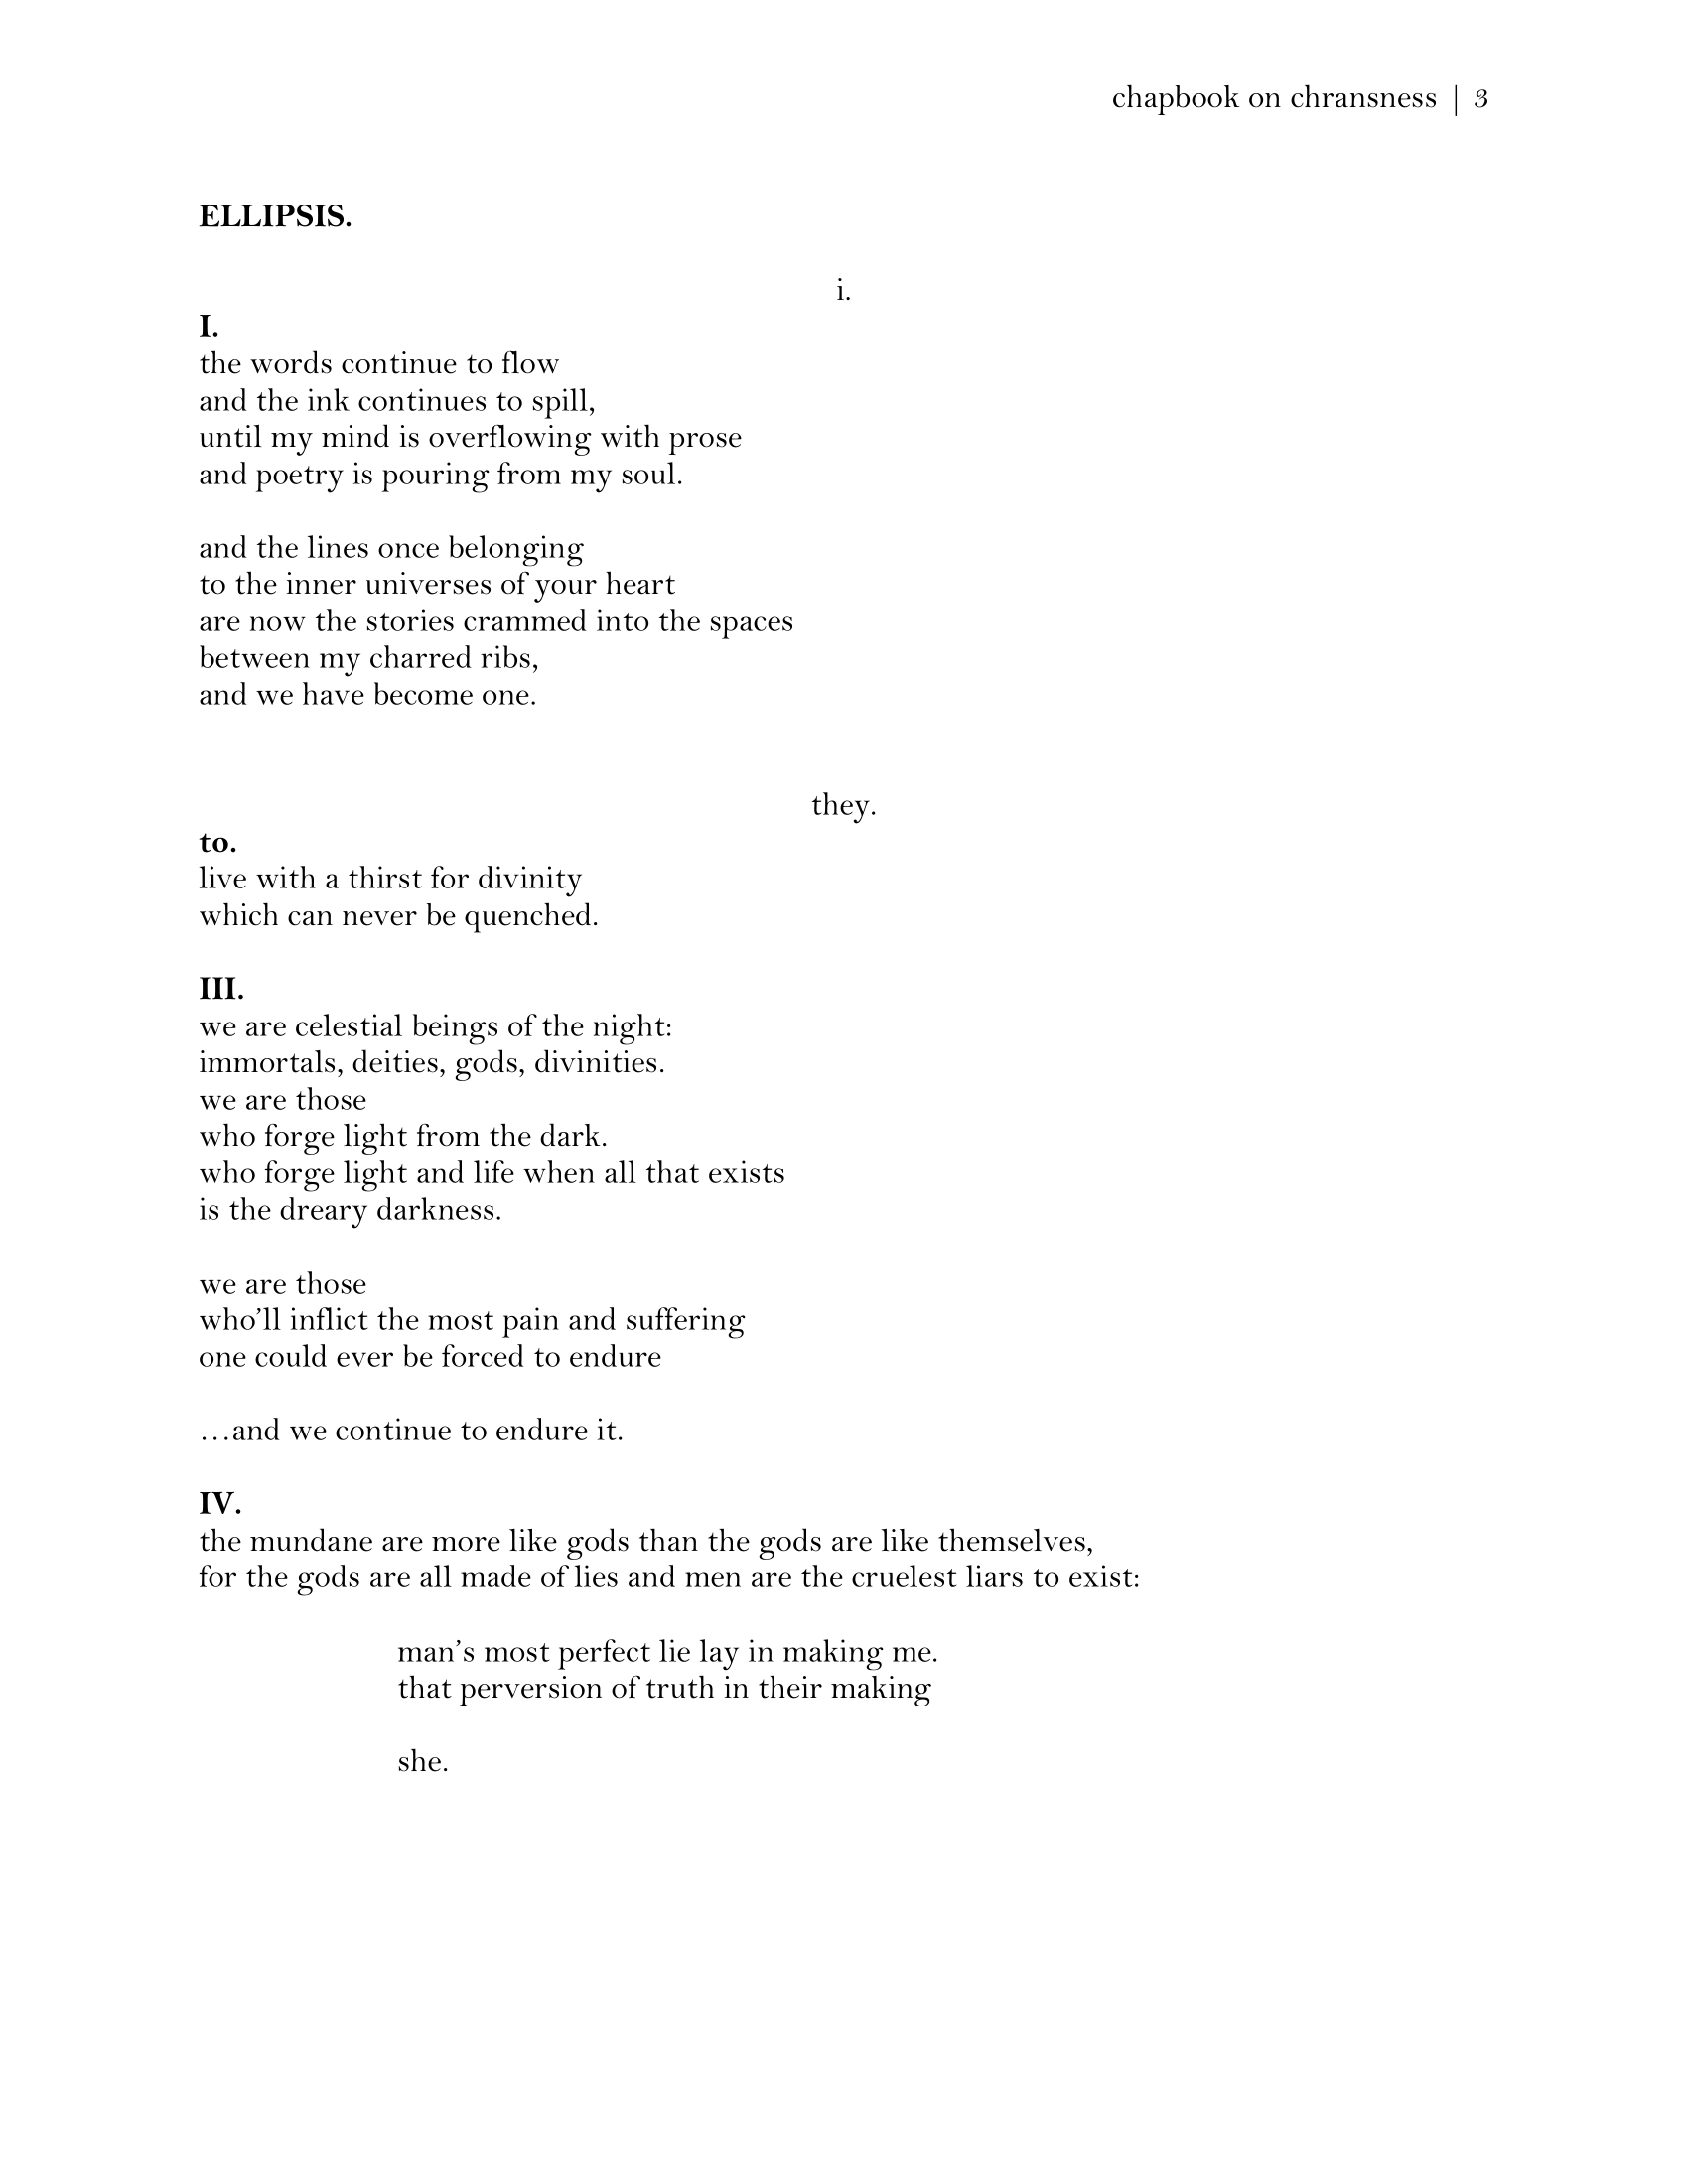 chapbook on chransness | 3
ELLIPSIS.
i.
I.
the words continue to flow
and the ink continues to spill,
until my mind is overflowing with prose
and poetry is pouring from my soul.
and the lines once belonging
to the inner universes of your heart
are now the stories crammed into the spaces
between my charred ribs,
and we have become one.
they.
to.
live with a thirst for divinity
which can never be quenched.
III.
we are celestial beings of the night:
immortals, deities, gods, divinities.
we are those
who forge light from the dark.
who forge light and life when all that exists
is the dreary darkness.
we are those
who’ll inflict the most pain and suffering
one could ever be forced to endure
…and we continue to endure it.
IV.
the mundane are more like gods than the gods are like themselves,
for the gods are all made of lies and men are the cruelest liars to exist:
man’s most perfect lie lay in making me.
that perversion of truth in their making
she.